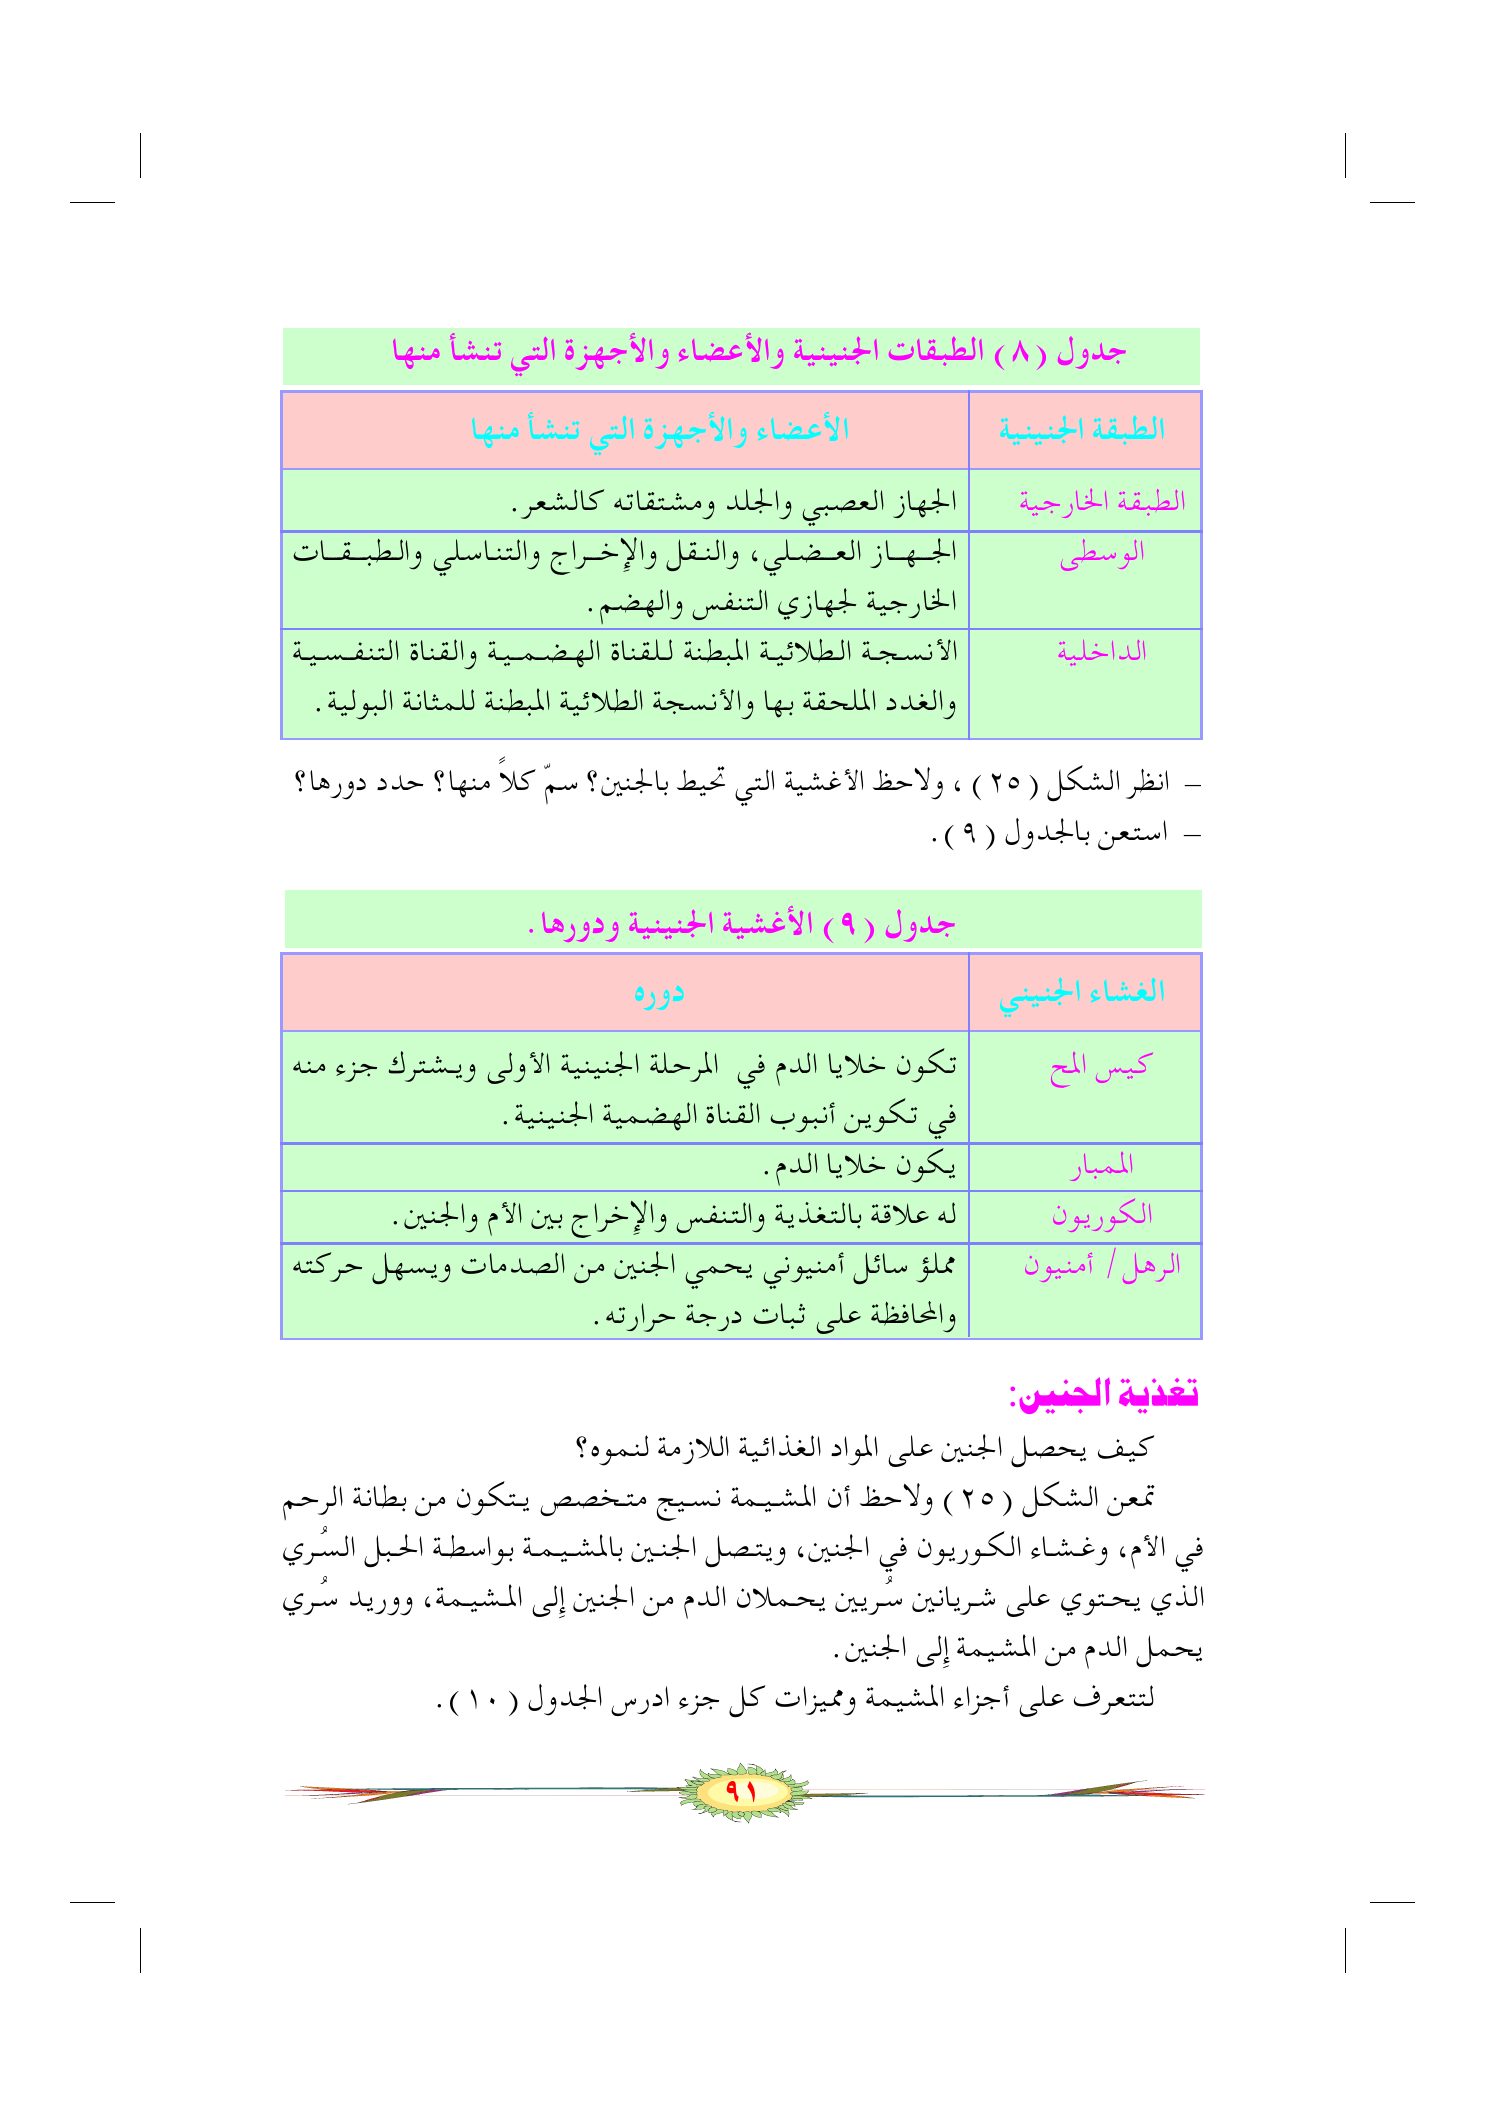 جدول (٨) الطبقات الجنينية والأعضاء والأجهزة التي تنشأ منها
الطبقة الجنينية
الأعضاء والأجهزة التي تنشأ منها
الطبقة الخارجية
الجهاز العصبي والجلد ومشتقاته كالشعر.
الوسطى
الجهاز العضلي، والنقل والإخراج والتناسلي والطبقات
الخارجية لجهازي التنفس والهضم.
الداخلية
الأنسجة الطلائية المبطنة للقناة الهضمية والقناة التنفسية
والغدد الملحقة بها والأنسجة الطلائية المبطنة للمثانة البولية.
– انظر الشكل (٢٥)، ولاحظ الأغشية التي تحيط بالجنين؟ سمّ كلاً منها؟ حدد دورها؟
– استعن بالجدول (٩).
جدول (٩) الأغشية الجنينية ودورها.
الغشاء الجنيني
دوره
كيس المح
تكون خلايا الدم في المرحلة الجنينية الأولى ويشترك جزء منه
في تكوين أنبوب القناة الهضمية الجنينية.
الممبار
يكون خلايا الدم.
الكوريون
له علاقة بالتغذية والتنفس والإخراج بين الأم والجنين.
الرهل/ أمنيون
مملؤ سائل أمنيوني يحمي الجنين من الصدمات ويسهل حركته
والمحافظة على ثبات درجة حرارته.
تغذية الجنين:
كيف يحصل الجنين على المواد الغذائية اللازمة لنموه؟
تمعن الشكل (٢٥) ولاحظ أن المشيمة نسيج متخصص يتكون من بطانة الرحم
في الأم، وغشاء الكوريون في الجنين، ويتصل الجنين بالمشيمة بواسطة الحبل السُري
الذي يحتوي على شريانين سُريين يحملان الدم من الجنين إلى المشيمة، ووريد سُري
يحمل الدم من المشيمة إلى الجنين.
لتتعرف على أجزاء المشيمة ومميزات كل جزء ادرس الجدول (١٠).
٩١